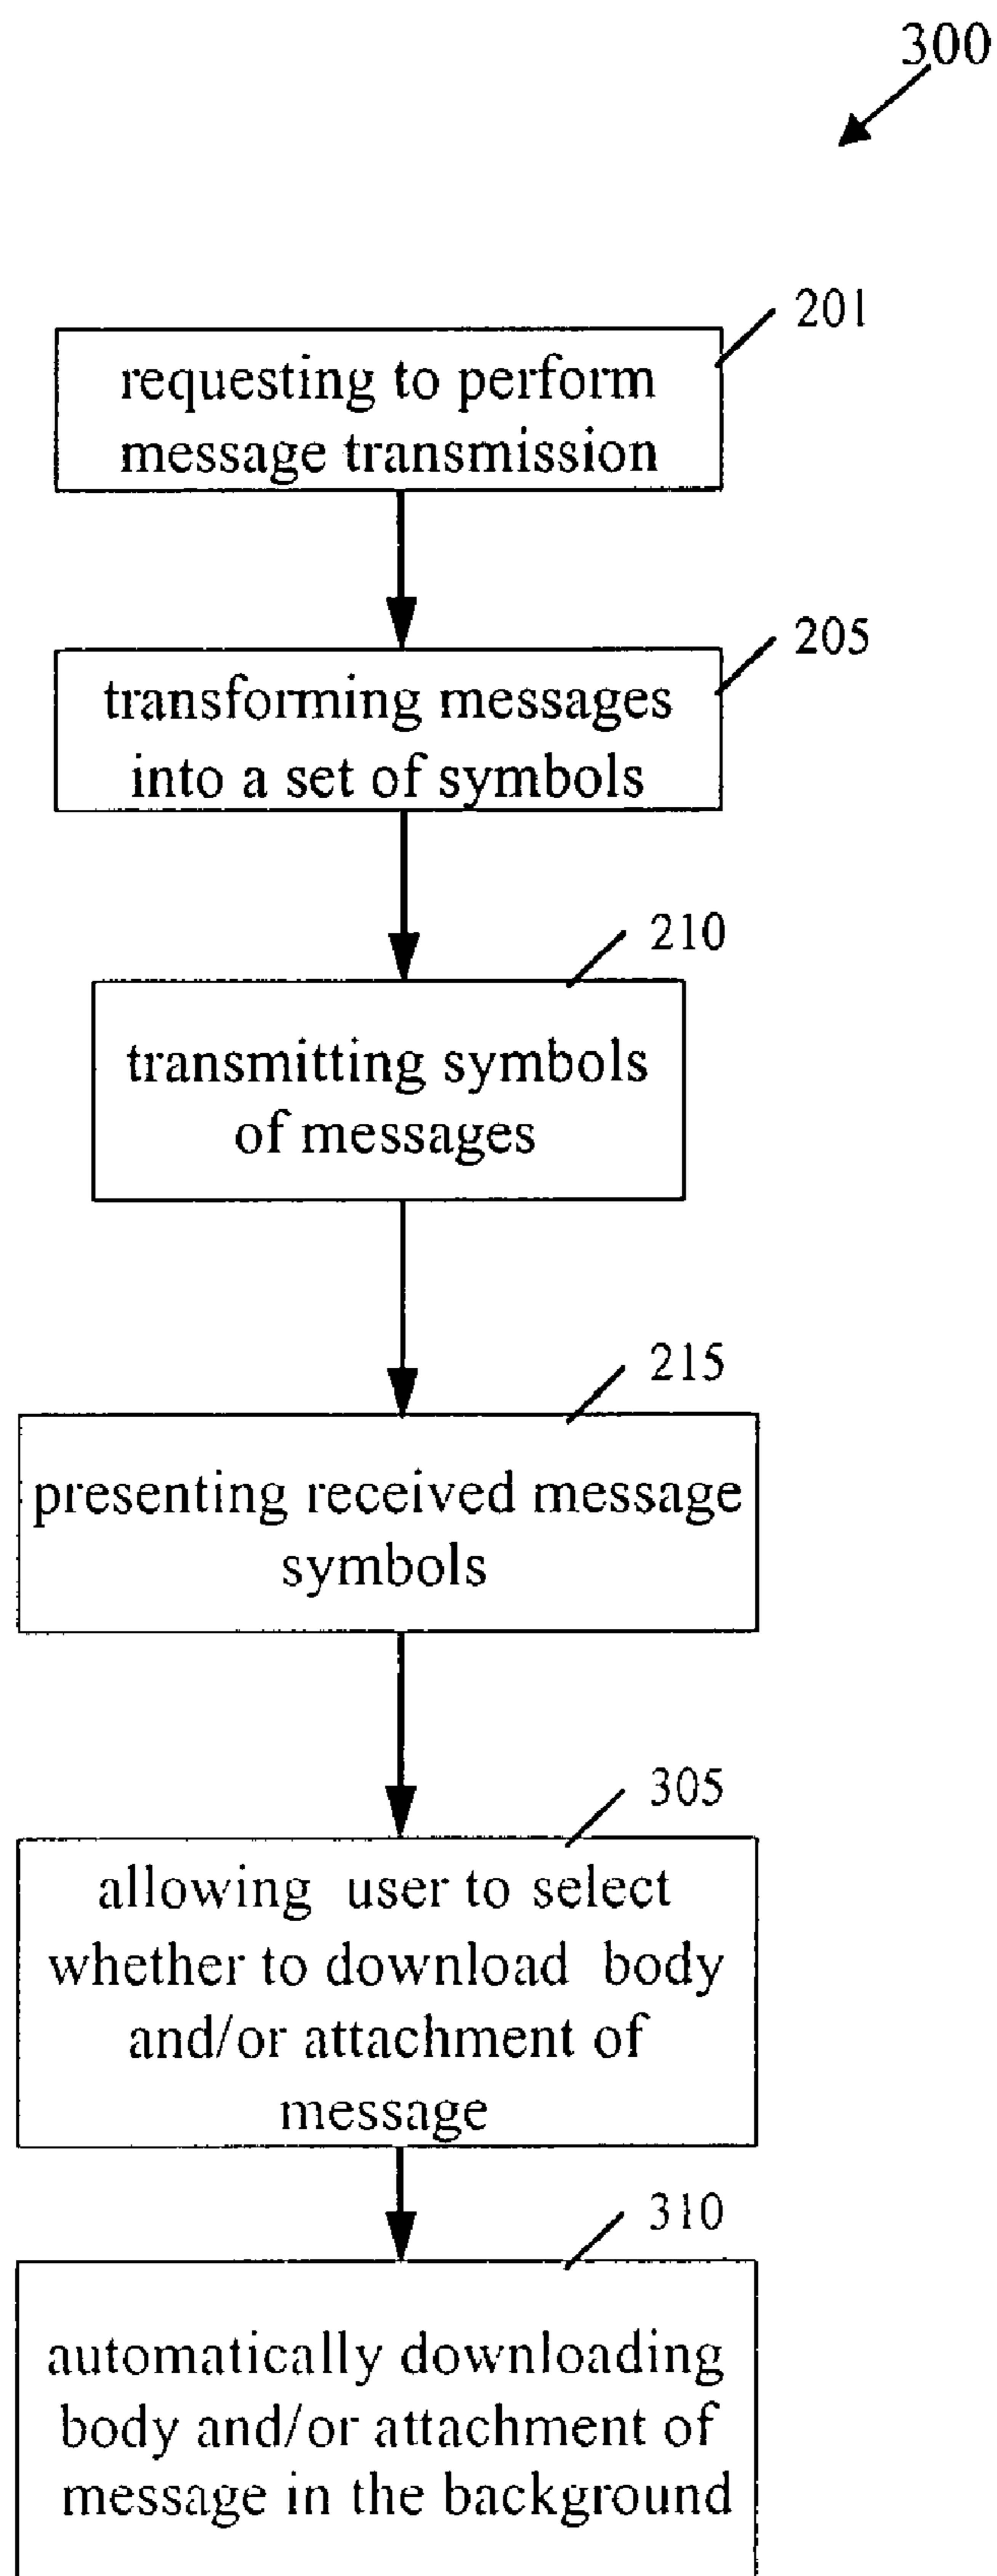 300
201
requesting to perform
message transmission
205
transforming messages
into a set of symbols
210
transmitting symbols
of messages
215
presenting received message
symbols
305
allowing user to select
whether to download body
and/or attachment of
message
310
automatically downloading
body and/or attachment of
message in the background